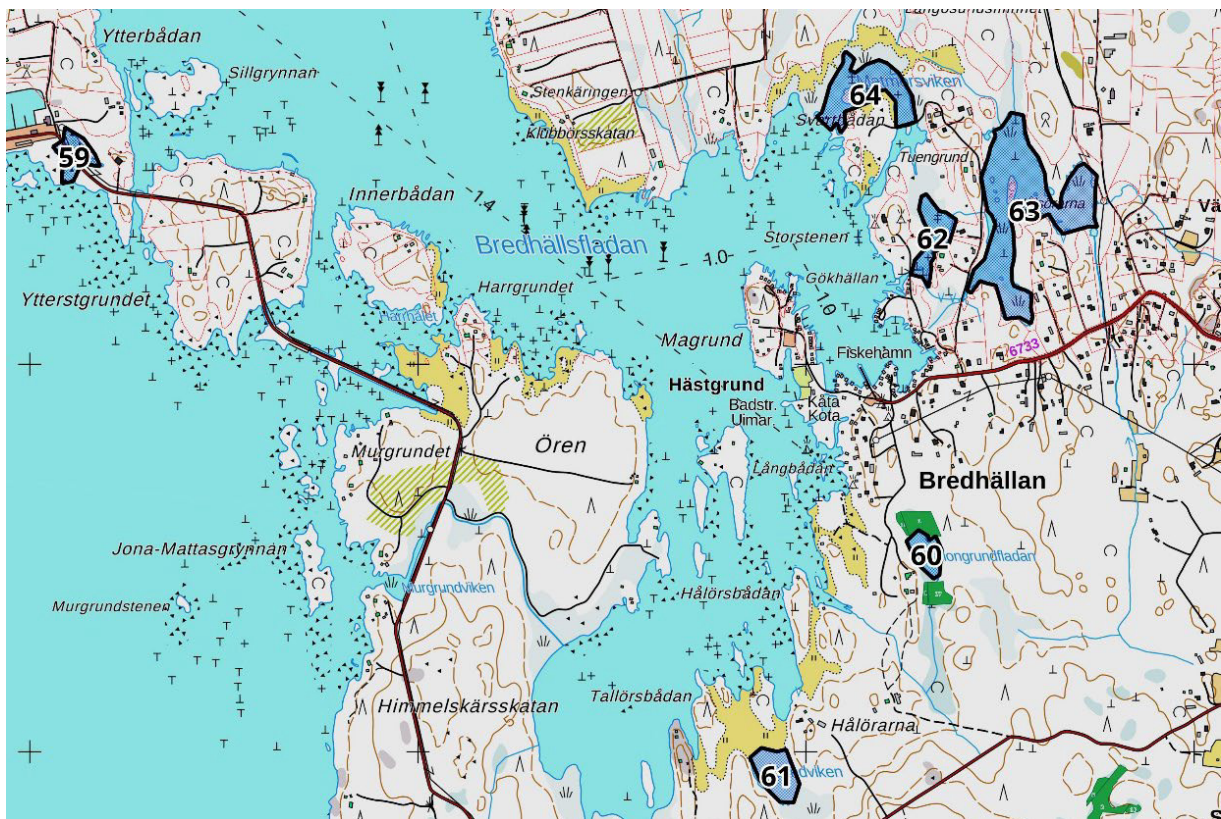 Ytterbådan
Sillgrynnan
Stenkäringen
Klubbörsskatan
64
Svartbådan
Tuengrund
59
Innerbådan
1.4
Bredhällsfladan
Storstenen
62
63
Ytterstgrundet
Harrgrundet
1.0
Gökhällan
1.0
Harrhålet
Magrund
Fiskehamn
6733
Hästgrund
Badstr.
Uimar.
Kåta
Kota
Murgrundet
Ören
Långbådan
Bredhällan
Jona-Mattasgrynnan
60
Murgrundstenen
Murgrundviken
Hålörsbådan
Tallörsbådan
Himmelskärsskatan
Hålörarna
61